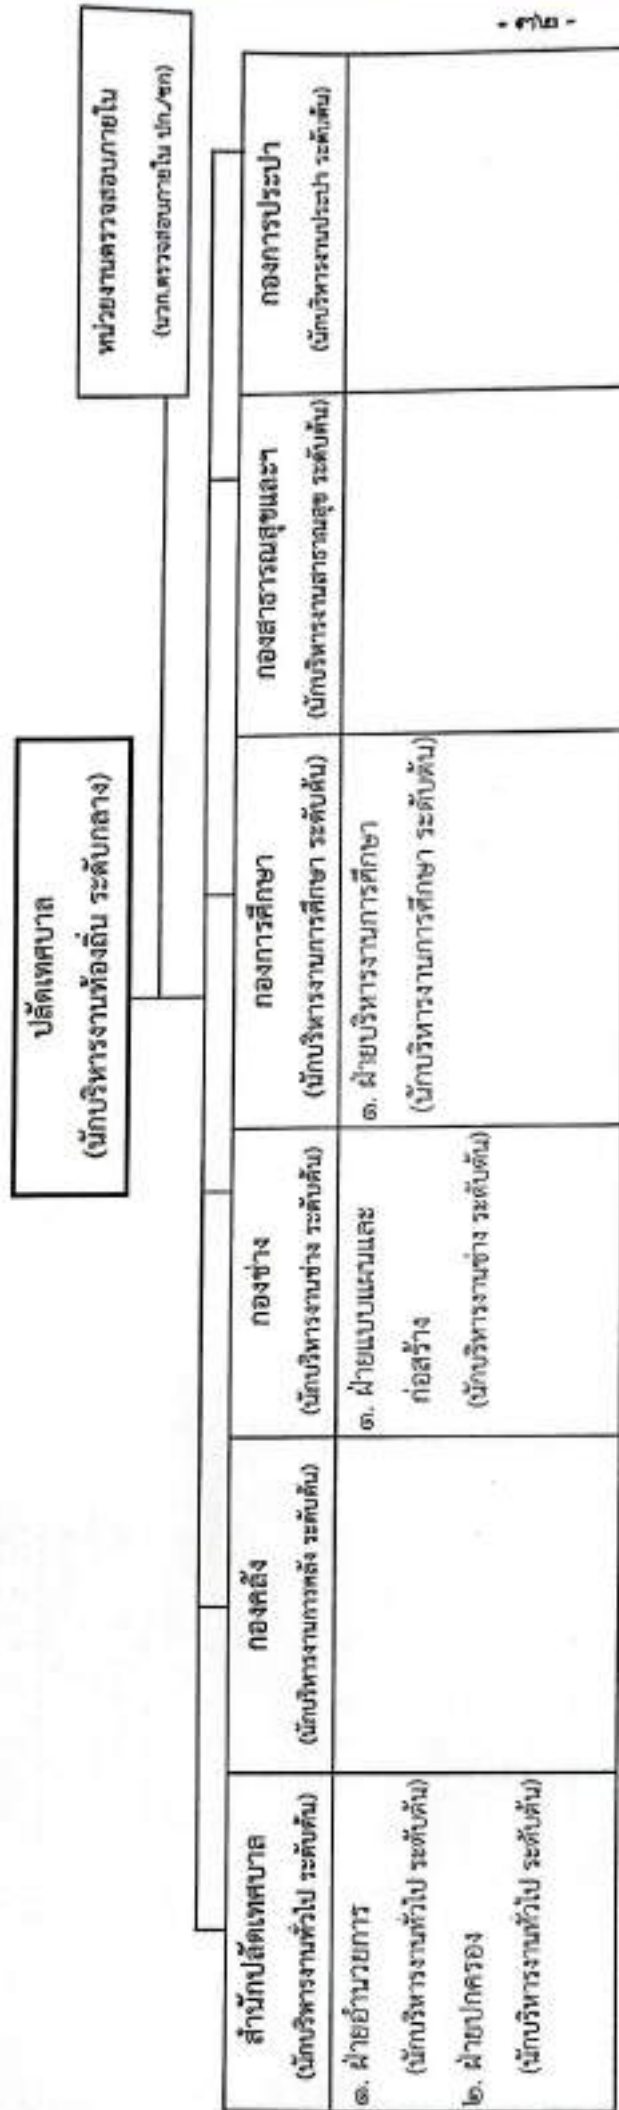 - ๓๒ -
ปลัดเทศบาล
(นักบริหารงานท้องถิ่น ระดับกลาง)
หน่วยงานตรวจสอบภายใน
(นวก.ตรวจสอบภายใน ปก./ชก)
สำนักปลัดเทศบาล
(นักบริหารงานทั่วไป ระดับต้น)
กองคลัง
(นักบริหารงานการคลัง ระดับต้น)
กองช่าง
(นักบริหารงานช่าง ระดับต้น)
กองการศึกษา
(นักบริหารงานการศึกษา ระดับต้น)
กองสาธารณสุขและฯ
(นักบริหารงานสาธารณสุข ระดับต้น)
กองการประปา
(นักบริหารงานประปา ระดับต้น)
๑. ฝ่ายอำนวยการ
(นักบริหารงานทั่วไป ระดับต้น)
๒. ฝ่ายปกครอง
(นักบริหารงานทั่วไป ระดับต้น)
๑. ฝ่ายแบบแผนและ
ก่อสร้าง
(นักบริหารงานช่าง ระดับต้น)
๑. ฝ่ายบริหารงานการศึกษา
(นักบริหารงานการศึกษา ระดับต้น)